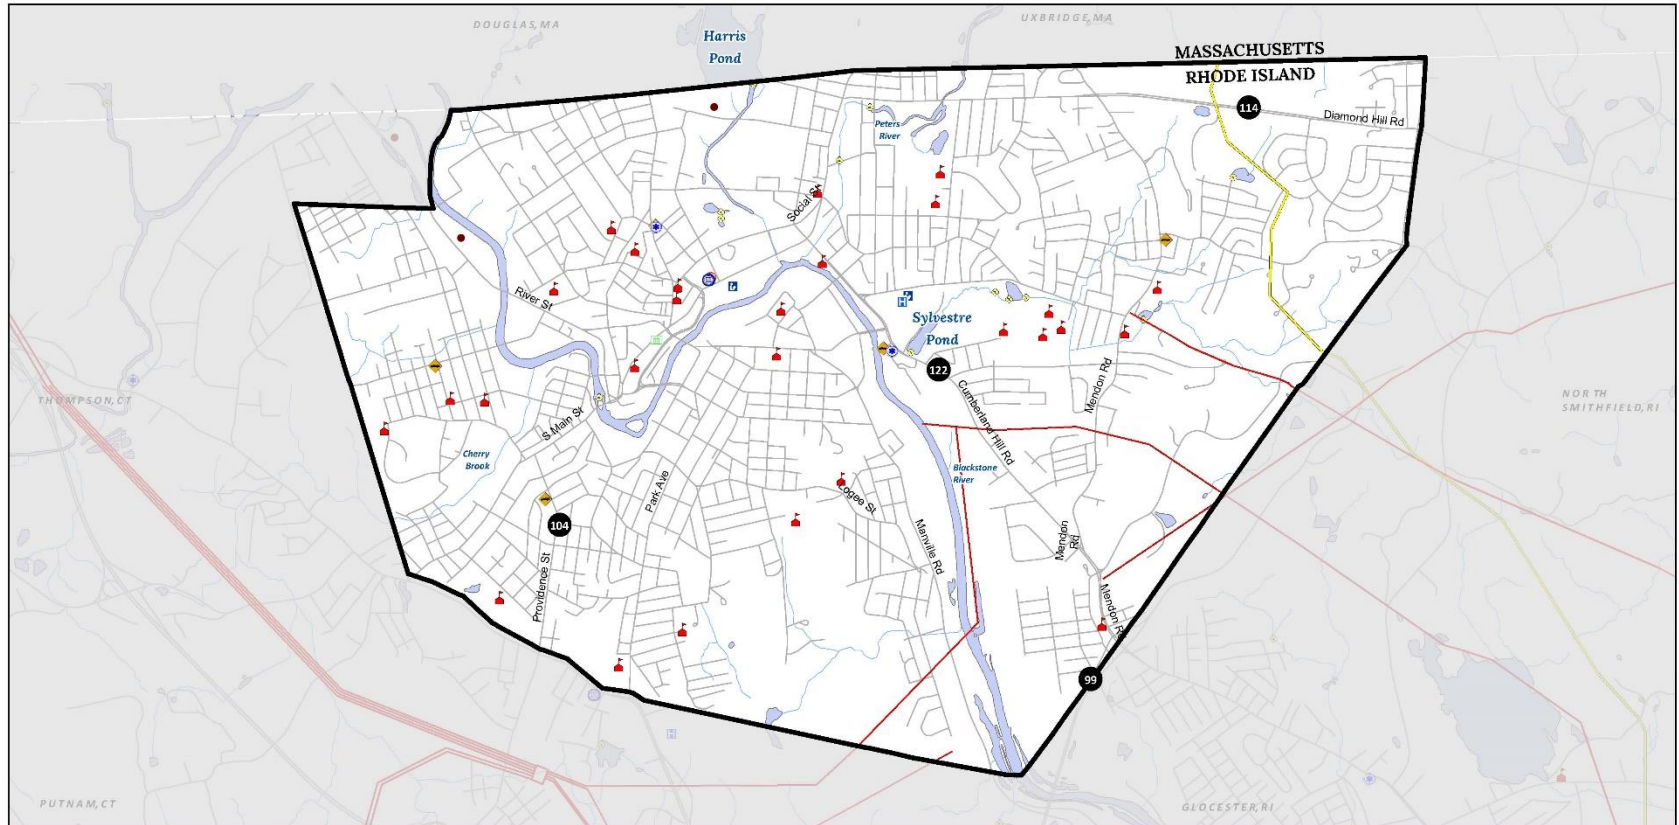 DOUGLAS,MA
UXBRIDGE,MA
Harris
Pond
MASSACHUSETTS
RHODE ISLAND
114
Diamond Hill Rd
Peters
River
Social St
River St
H
Sylvestre
Pond
122
THOMPSON,CT
NORTH
SMITHFIELD,RI
Mendon Rd
Cumberland Hill Rd
S Main St
Cherry
Brook
Park Ave
Blackstone
River
Logee St
104
Manville Rd
Mendon
Rd
Providence St
Mendon Rd
99
H
PUTNAM,CT
GLOCESTER,RI